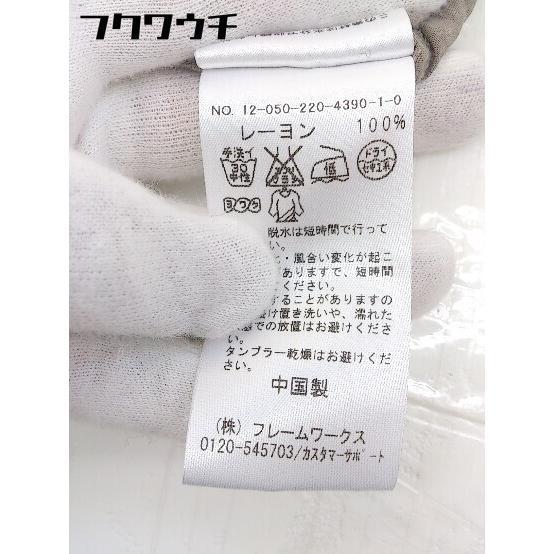 フクワウチ
NO. 12-050-220-4390-1-0
レーヨン 100%
手洗イ
30
中性
低
ドライ
セキユ系
ヨワク
脱水は短時間で行って
い。
・風合い変化が起こ
ありますで、短時間
ください。
することがありますの
け置き洗いや、濡れた
での放置はお避けくださ
い。
タンブラー乾燥はお避けください。
中国製
(株) フレームワークス
0120-545703/カスタマーサポート